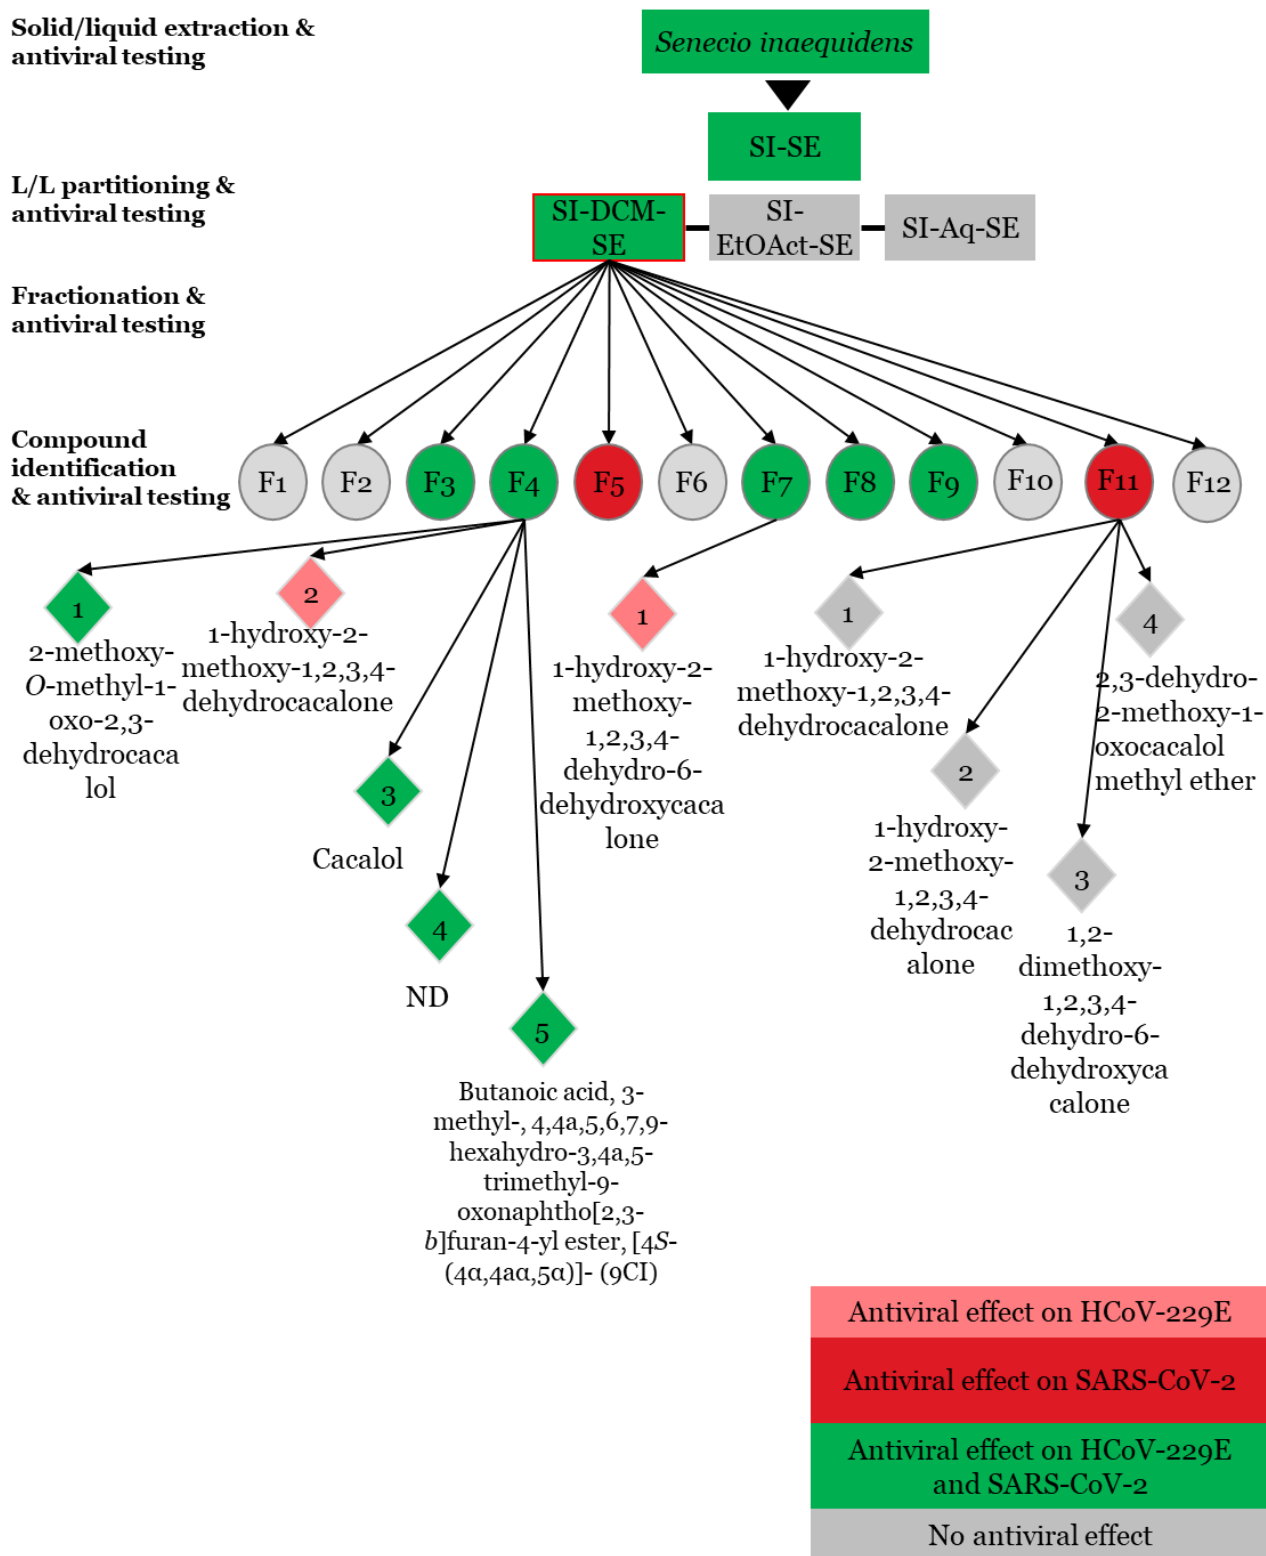 Solid/liquid extraction &
antiviral testing
Senecio inaequidens
SI-SE
L/L partitioning &
antiviral testing
SI-DCM-
SE
SI-
EtOAct-SE
SI-Aq-SE
Fractionation &
antiviral testing
Compound
identification
& antiviral testing
F1
F2
F3
F4
F5
F6
F7
F8
F9
F10
F11
F12
1
2-methoxy-
O-methyl-1-
oxo-2,3-
dehydrocaca
lol
2
1-hydroxy-2-
methoxy-1,2,3,4-
dehydrocacalone
3
Cacalol
4
ND
5
Butanoic acid, 3-
methyl-, 4,4a,5,6,7,9-
hexahydro-3,4a,5-
trimethyl-9-
oxonaphtho[2,3-
b]furan-4-yl ester, [4S-
(4α,4aα,5α)]- (9CI)
1
1-hydroxy-2-
methoxy-
1,2,3,4-
dehydro-6-
dehydroxycaca
lone
1
1-hydroxy-2-
methoxy-1,2,3,4-
dehydrocacalone
2
1-hydroxy-
2-methoxy-
1,2,3,4-
dehydrocac
alone
3
1,2-
dimethoxy-
1,2,3,4-
dehydro-6-
dehydroxyca
calone
4
2,3-dehydro-
2-methoxy-1-
oxocacalol
methyl ether
Antiviral effect on HCoV-229E
Antiviral effect on SARS-CoV-2
Antiviral effect on HCoV-229E
and SARS-CoV-2
No antiviral effect